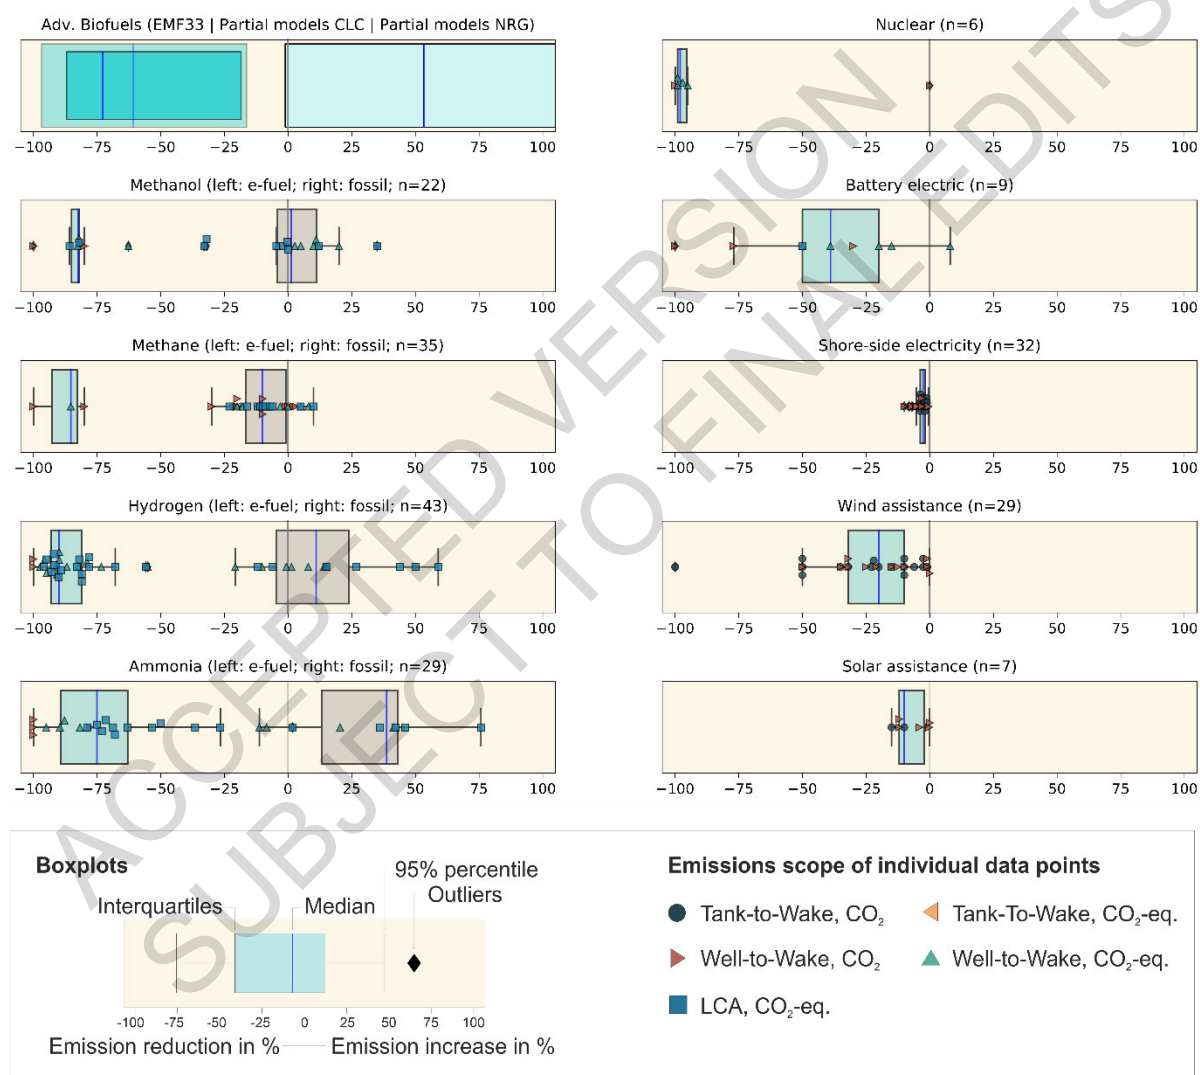 Adv. Biofuels (EMF33 | Partial models CLC | Partial models NRG)
−100 −75 −50 −25 0 25 50 75 100
Methanol (left: e-fuel; right: fossil, n=22)
−100 −75 −50 −25 0 25 50 75 100
Methane (left: e-fuel; right: fossil; n=35)
−100 −75 −50 −25 0 25 50 75 100
Hydrogen (left: e-fuel; right: fossil; n=43)
−100 −75 −50 −25 0 25 50 75 100
Ammonia (left: e-fuel; right: fossil; n=29)
−100 −75 −50 −25 0 25 50 75 100
Nuclear (n=6)
−100 −75 −50 −25 0 25 50 75 100
Battery electric (n=9)
−100 −75 −50 −25 0 25 50 75 100
Shore-side electricity (n=32)
−100 −75 −50 −25 0 25 50 75 100
Wind assistance (n=29)
−100 −75 −50 −25 0 25 50 75 100
Solar assistance (n=7)
−100 −75 −50 −25 0 25 50 75 100
Boxplots
95% percentile
Outliers
Interquartiles
Median
-100 -75 -50 -25 0 25 50 75 100
Emission reduction in %
Emission increase in %
Emissions scope of individual data points
Tank-to-Wake, CO₂
Tank-To-Wake, CO₂-eq.
Well-to-Wake, CO₂
Well-to-Wake, CO₂-eq.
LCA, CO₂-eq.
ACCEPTED VERSION
SUBJECT TO FINAL EDITS